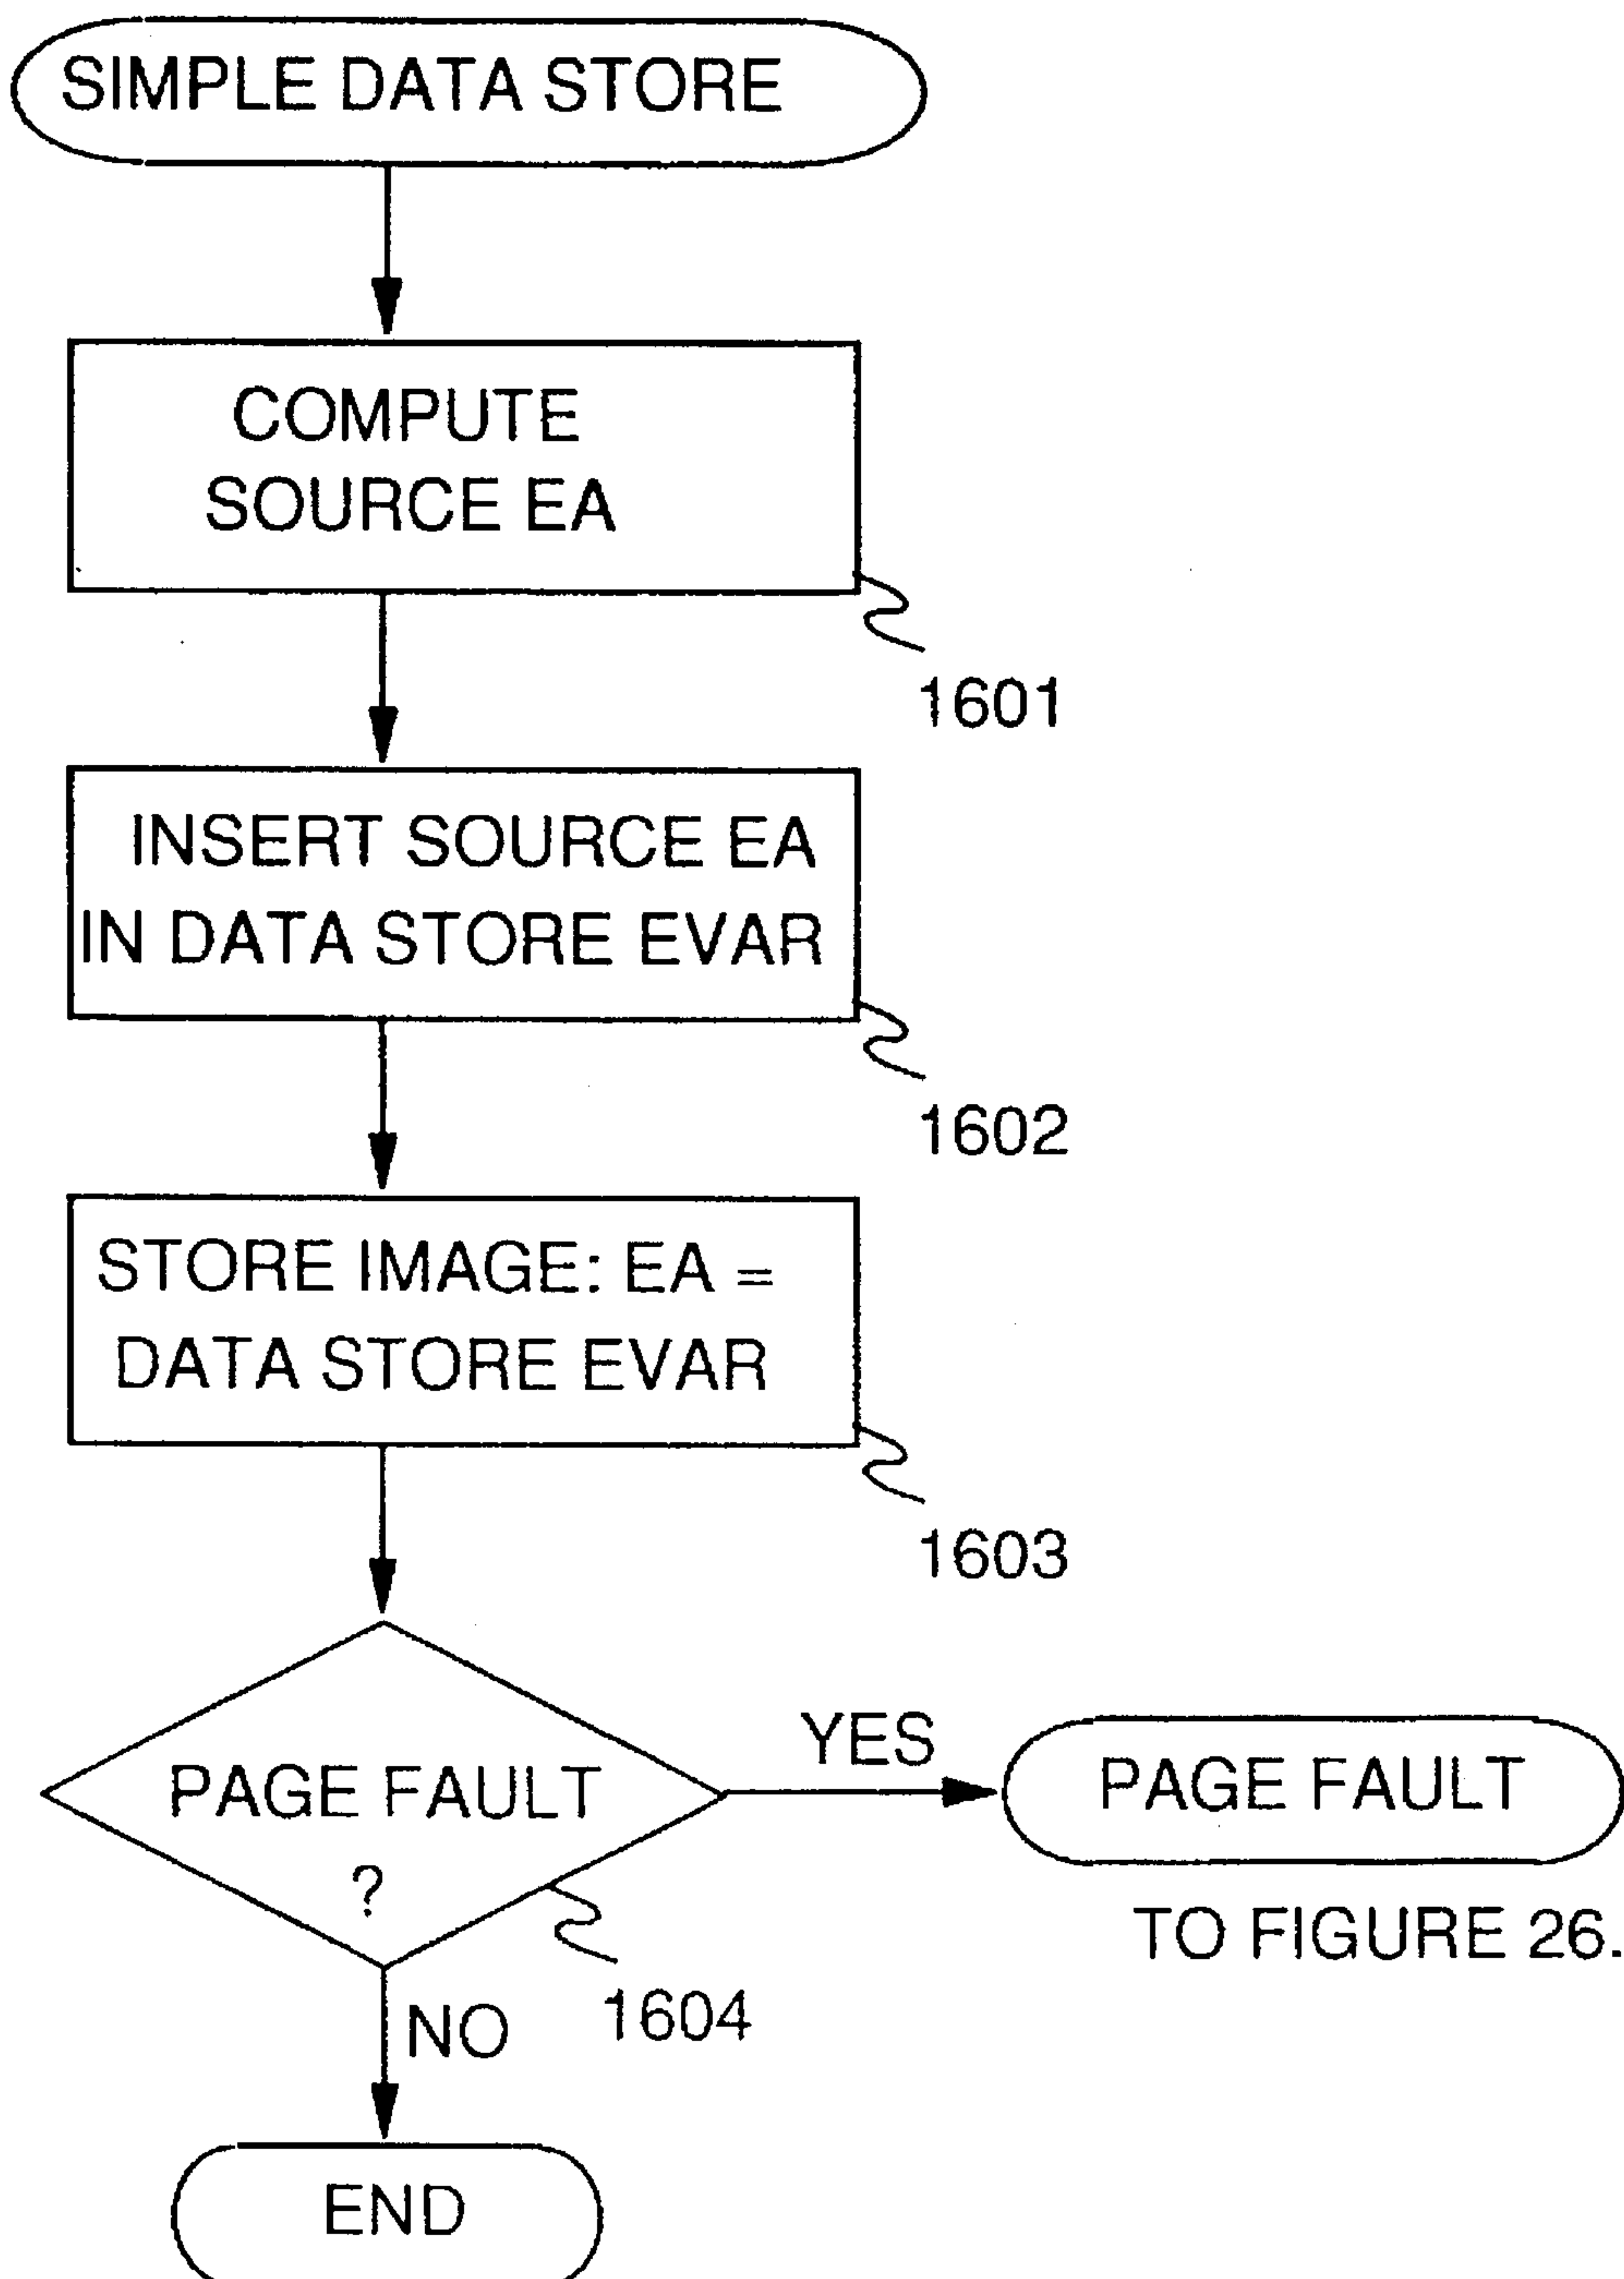 SIMPLE DATA STORE
COMPUTE
SOURCE EA
1601
INSERT SOURCE EA
IN DATA STORE EVAR
1602
STORE IMAGE: EA =
DATA STORE EVAR
1603
PAGE FAULT
?
1604
YES
PAGE FAULT
TO FIGURE 26.
NO
END